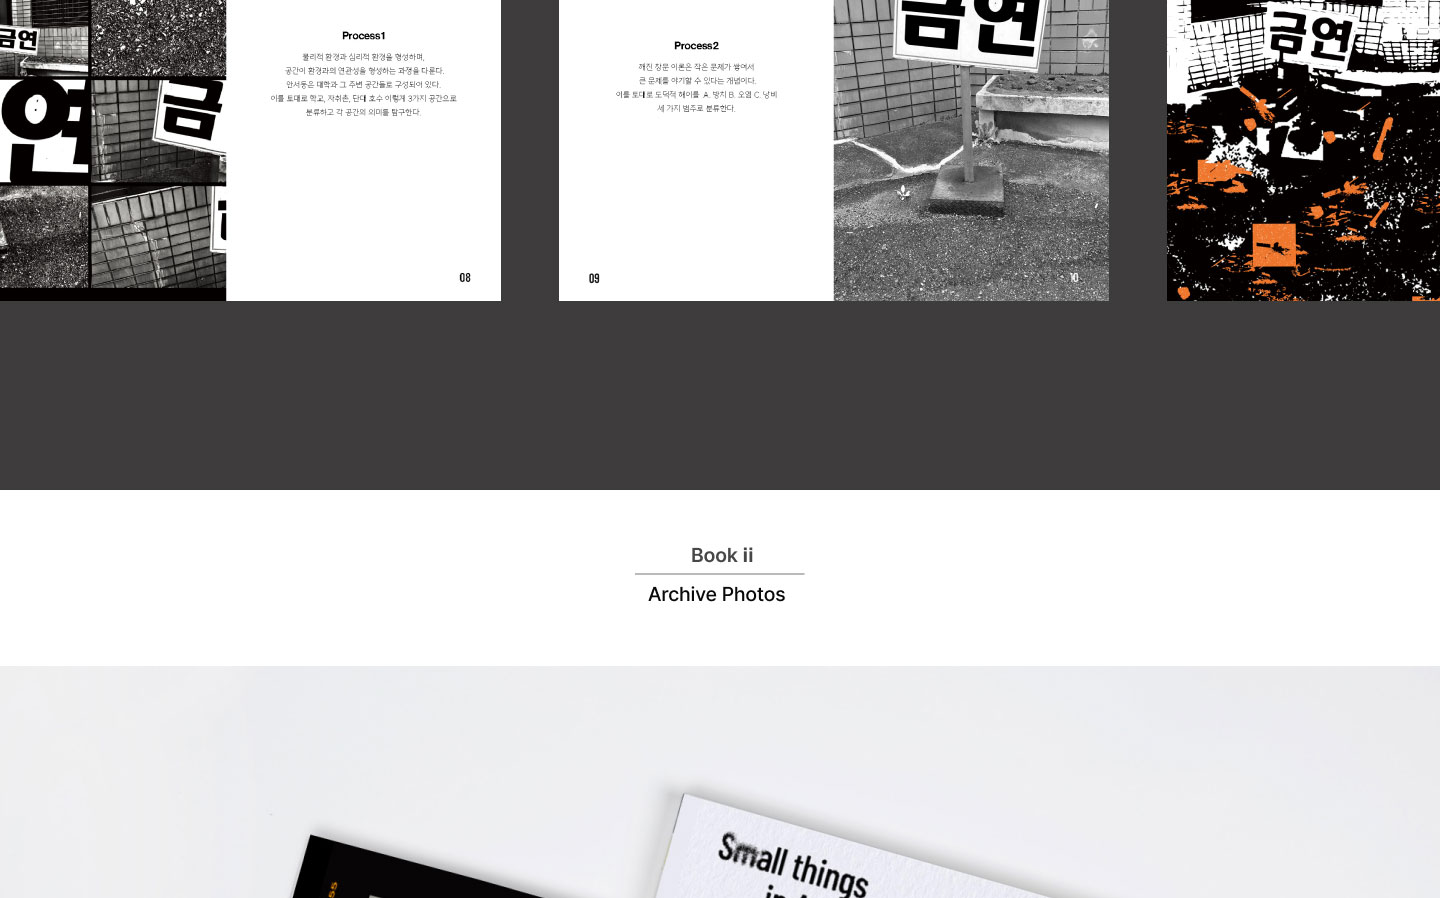 금연
연
금
Process1
물리적 환경과 심리적 환경을 형성하며,
공간이 환경과의 연관성을 형성하는 과정을 다룬다.
안서동은 대학과 그 주변 공간들로 구성되어 있다.
이를 토대로 학교, 자취촌, 단대 호수 이렇게 3가지 공간으로
분류하고 각 공간의 의미를 탐구한다.
08
Process2
깨진 창문 이론은 작은 문제가 쌓여서
큰 문제를 야기할 수 있다는 개념이다.
이를 토대로 도덕적 해이를 A. 방치 B. 오염 C. 낭비
세 가지 범주로 분류한다.
09
금연
10
금연
Book ii
Archive Photos
Small things